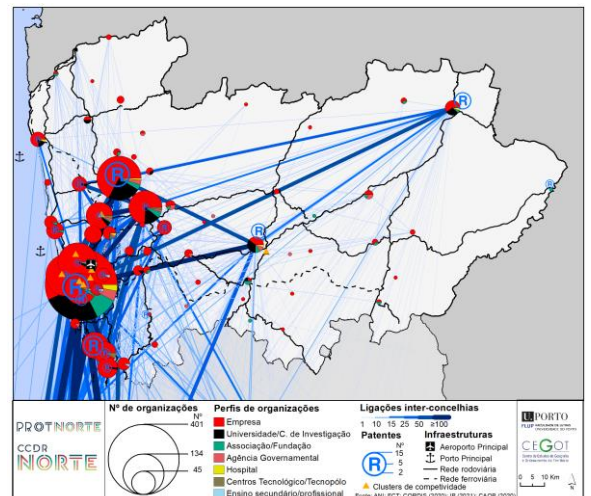 R
R
R
R
R
R
PROTNORTE
CCDR
NORTE
Nº de organizações
Nº
401
134
45
Perfis de organizações
Empresa
Universidade/C. de Investigação
Associação/Fundação
Agência Governamental
Hospital
Centros Tecnológico/Tecnopólo
Ensino secundário/profissional
Ligações inter-concelhias
1 10 15 25 50 ≥100
Patentes
Nº
15
5
2
R
Infraestruturas
Aeroporto Principal
Porto Principal
Rede rodoviária
Rede ferroviária
Clusters de competividade
U.PORTO
CEGOT
0 5 10 Km